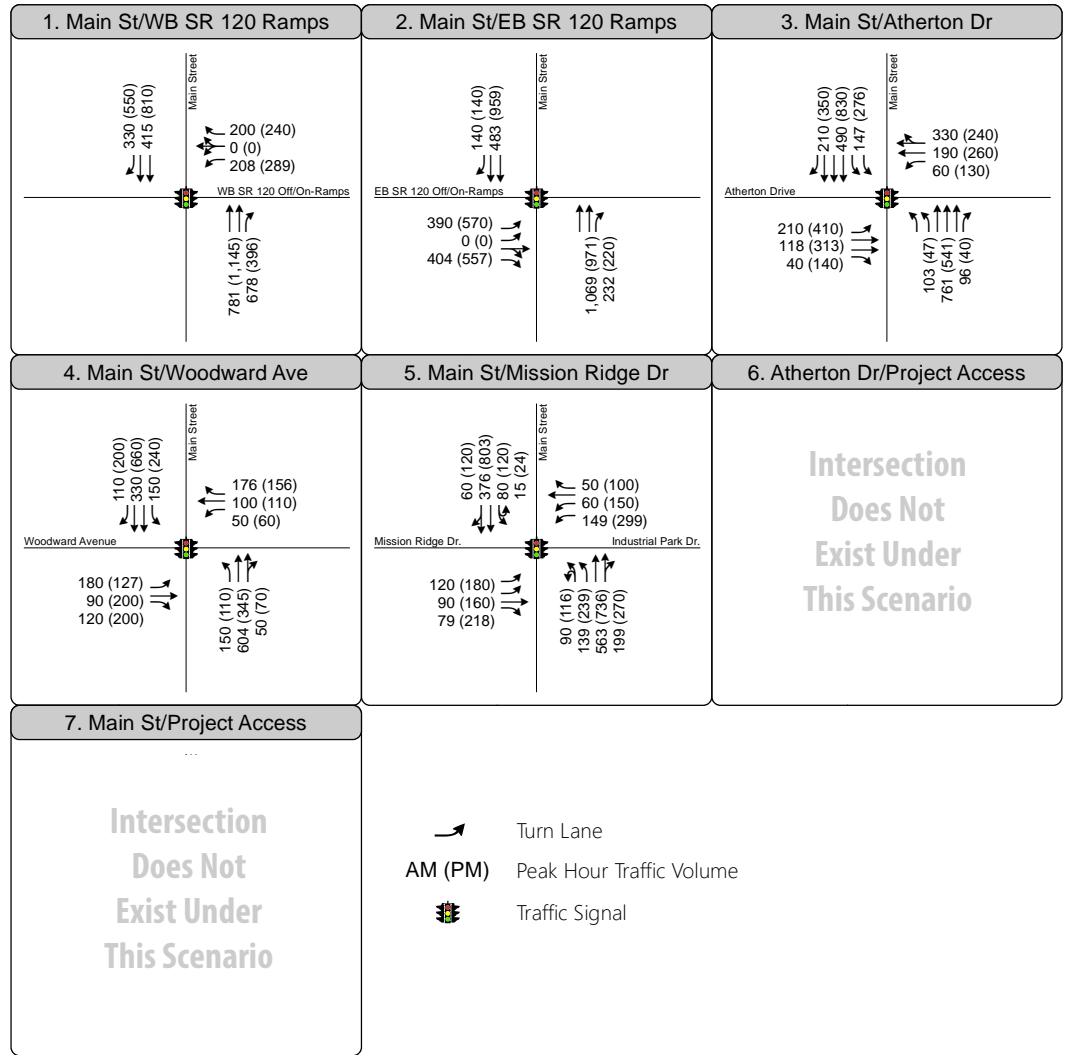 1. Main St/WB SR 120 Ramps
330 (550)
415 (810)
Main Street
200 (240)
0 (0)
208 (289)
WB SR 120 Off/On-Ramps
781 (1,145)
678 (396)
2. Main St/EB SR 120 Ramps
140 (140)
483 (959)
Main Street
EB SR 120 Off/On-Ramps
390 (570)
0 (0)
404 (557)
1,069 (971)
232 (220)
3. Main St/Atherton Dr
210 (350)
490 (830)
147 (276)
Main Street
330 (240)
190 (260)
60 (130)
Atherton Drive
210 (410)
118 (313)
40 (140)
103 (47)
761 (541)
96 (40)
4. Main St/Woodward Ave
110 (200)
330 (660)
150 (240)
Main Street
176 (156)
100 (110)
50 (60)
Woodward Avenue
180 (127)
90 (200)
120 (200)
150 (110)
604 (345)
50 (70)
5. Main St/Mission Ridge Dr
60 (120)
376 (803)
80 (120)
15 (24)
Main Street
50 (100)
60 (150)
149 (299)
Mission Ridge Dr.
Industrial Park Dr.
120 (180)
90 (160)
79 (218)
90 (116)
139 (239)
563 (736)
199 (270)
6. Atherton Dr/Project Access
Intersection
Does Not
Exist Under
This Scenario
7. Main St/Project Access
Intersection
Does Not
Exist Under
This Scenario
Turn Lane
AM (PM) Peak Hour Traffic Volume
Traffic Signal